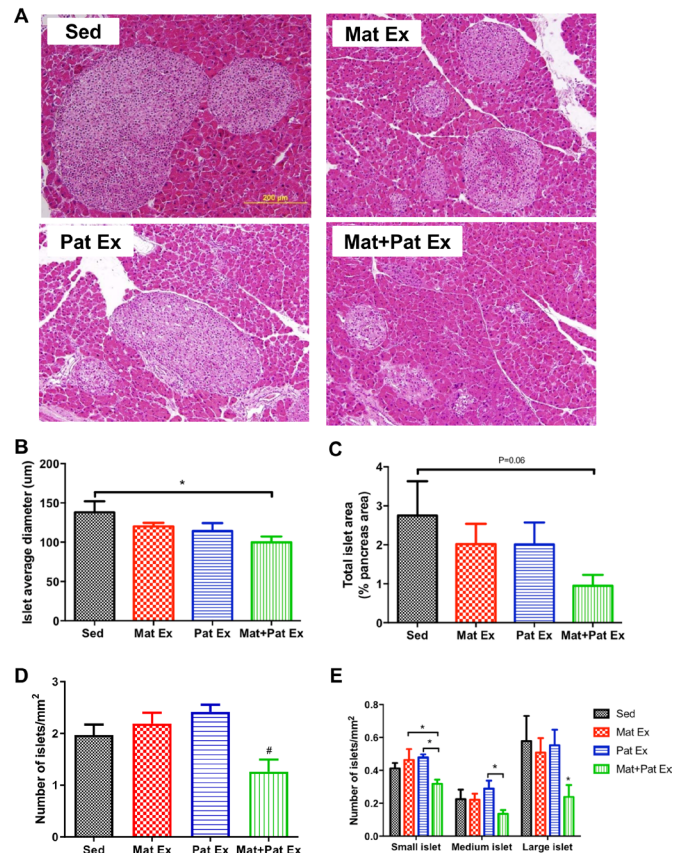 A
Sed
Mat Ex
200 µm
Pat Ex
Mat+Pat Ex
B
Islet average diameter (um)
200
150
100
50
0
*
Sed
Mat Ex
Pat Ex
Mat+Pat Ex
C
Total islet area
(% pancreas area)
4
3
2
1
0
P=0.06
Sed
Mat Ex
Pat Ex
Mat+Pat Ex
D
Number of islets/mm2
3
2
1
0
#
Sed
Mat Ex
Pat Ex
Mat+Pat Ex
E
Number of islets/mm2
0.8
0.6
0.4
0.2
0.0
*
*
*
*
Small islet
Medium islet
Large islet
Sed
Mat Ex
Pat Ex
Mat+Pat Ex